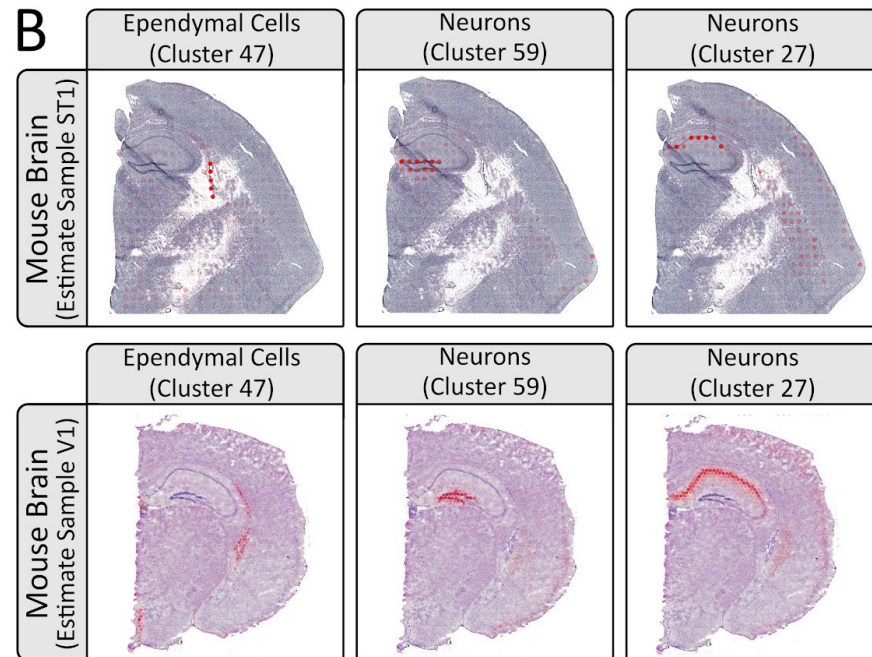 B
Ependymal Cells
(Cluster 47)
Neurons
(Cluster 59)
Neurons
(Cluster 27)
Mouse Brain
(Estimate Sample ST1)
Ependymal Cells
(Cluster 47)
Neurons
(Cluster 59)
Neurons
(Cluster 27)
Mouse Brain
(Estimate Sample V1)